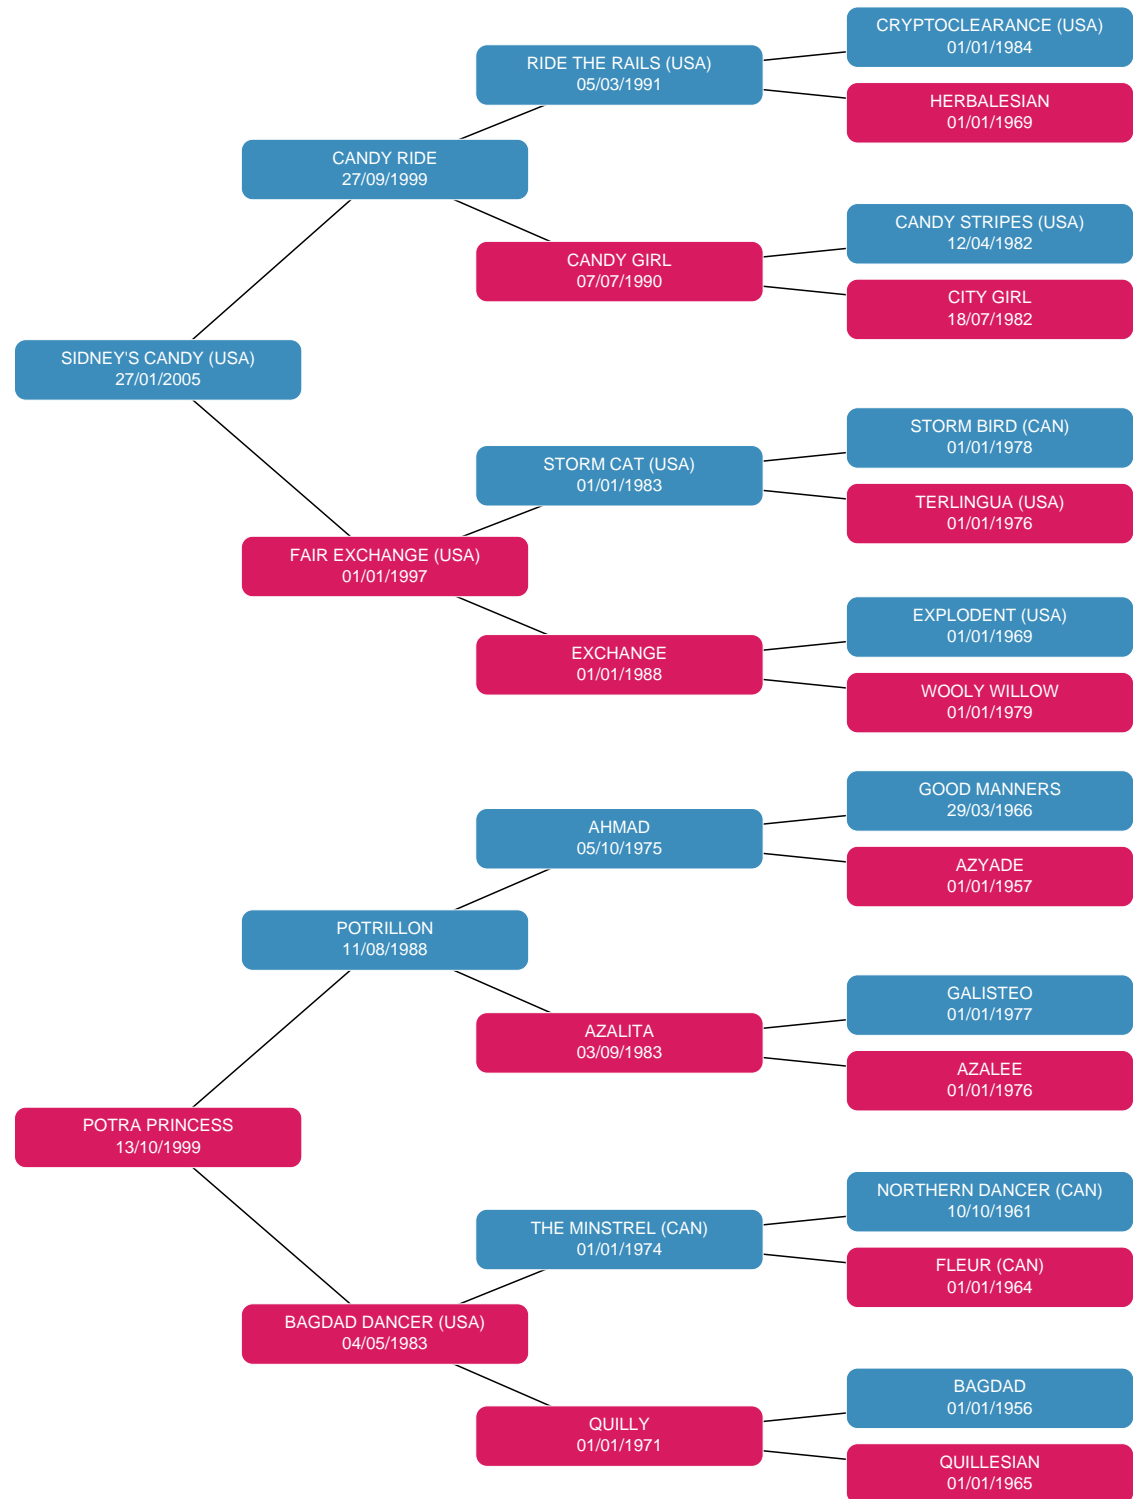 CRYPTOCLEARANCE (USA)
01/01/1984
RIDE THE RAILS (USA)
05/03/1991
HERBALESIAN
01/01/1969
CANDY RIDE
27/09/1999
CANDY STRIPES (USA)
12/04/1982
CANDY GIRL
07/07/1990
CITY GIRL
18/07/1982
SIDNEY'S CANDY (USA)
27/01/2005
STORM BIRD (CAN)
01/01/1978
STORM CAT (USA)
01/01/1983
TERLINGUA (USA)
01/01/1976
FAIR EXCHANGE (USA)
01/01/1997
EXPLODENT (USA)
01/01/1969
EXCHANGE
01/01/1988
WOOLY WILLOW
01/01/1979
GOOD MANNERS
29/03/1966
AHMAD
05/10/1975
AZYADE
01/01/1957
POTRILLON
11/08/1988
GALISTEO
01/01/1977
AZALITA
03/09/1983
AZALEE
01/01/1976
POTRA PRINCESS
13/10/1999
NORTHERN DANCER (CAN)
10/10/1961
THE MINSTREL (CAN)
01/01/1974
FLEUR (CAN)
01/01/1964
BAGDAD DANCER (USA)
04/05/1983
BAGDAD
01/01/1956
QUILLY
01/01/1971
QUILLESIAN
01/01/1965